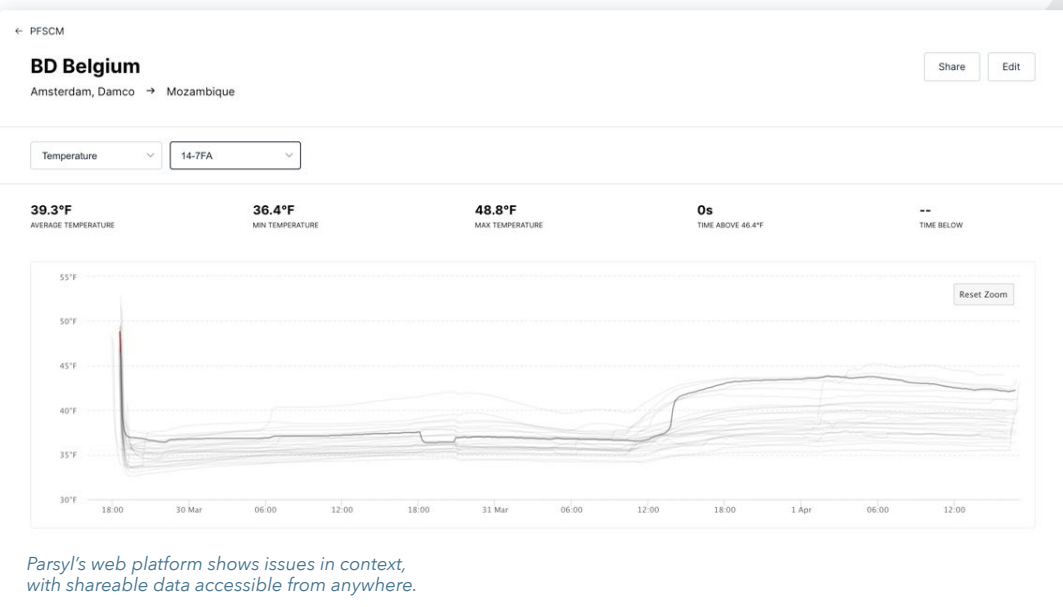 ← PFSCM
BD Belgium
Share
Edit
Amsterdam, Damco → Mozambique
Temperature
14-7FA
39.3°F
36.4°F
48.8°F
0s
--
AVERAGE TEMPERATURE
MIN TEMPERATURE
MAX TEMPERATURE
TIME ABOVE 46.4°F
TIME BELOW
55°F
Reset Zoom
50°F
45°F
40°F
35°F
30°F
18:00 30 Mar 06:00 12:00 18:00 31 Mar 06:00 12:00 18:00 1 Apr 06:00 12:00
Parsyl’s web platform shows issues in context,
with shareable data accessible from anywhere.